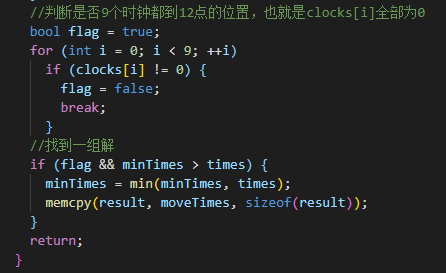 //判断是否9个时钟都到12点的位置，也就是clocks[i]全部为0
bool flag = true;
for (int i = 0; i < 9; ++i)
if (clocks[i] != 0) {
flag = false;
break;
}
//找到一组解
if (flag && minTimes > times) {
minTimes = min(minTimes, times);
memcpy(result, moveTimes, sizeof(result));
}
return;
}